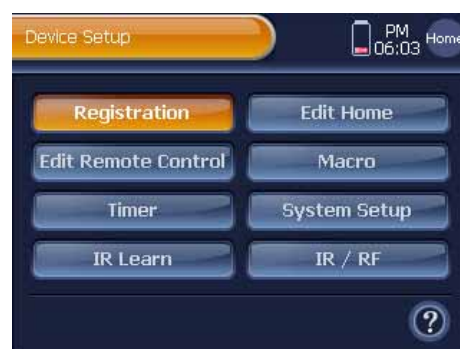 Device Setup
PM
06:03
Home
Registration
Edit Home
Edit Remote Control
Macro
Timer
System Setup
IR Learn
IR / RF
?